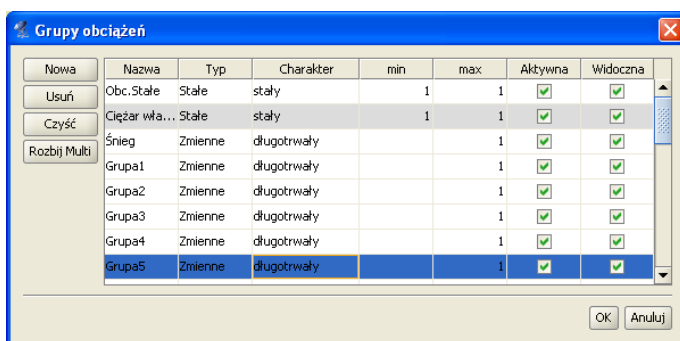 Grupy obciążeń
Nowa
Usuń
Czyść
Rozbij Multi
Nazwa Typ Charakter min max Aktywna Widoczna
Obc.Stałe Stałe stały 1 1
Ciężar wła... Stałe stały 1 1
Śnieg Zmienne długotrwały 1
Grupa1 Zmienne długotrwały 1
Grupa2 Zmienne długotrwały 1
Grupa3 Zmienne długotrwały 1
Grupa4 Zmienne długotrwały 1
Grupa5 Zmienne długotrwały 1
OK Anuluj